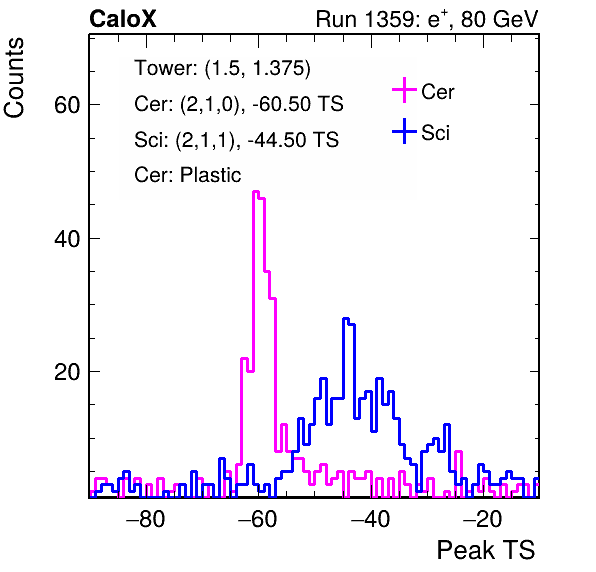 CaloX Run 1359: e⁺, 80 GeV
Counts
Tower: (1.5, 1.375)
Cer: (2,1,0), -60.50 TS
Sci: (2,1,1), -44.50 TS
Cer: Plastic
Cer
Sci
60
40
20
−80 −60 −40 −20
Peak TS